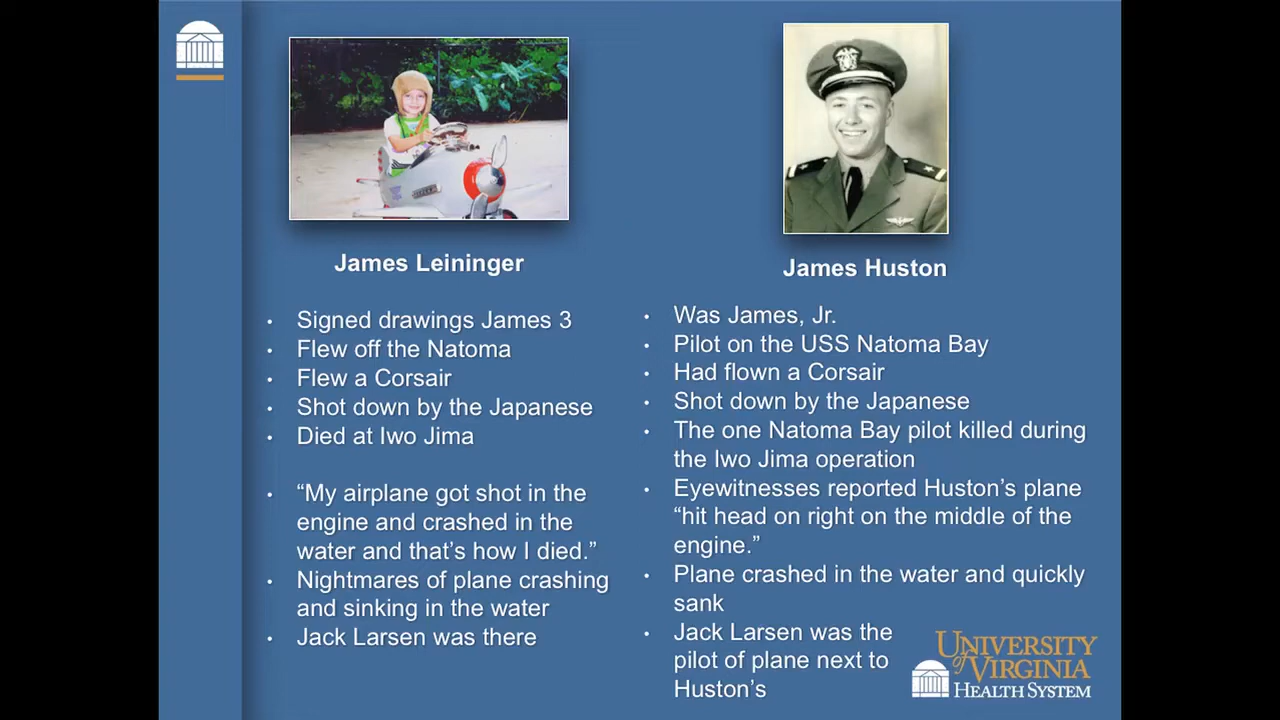 James Leininger
• Signed drawings James 3
• Flew off the Natoma
• Flew a Corsair
• Shot down by the Japanese
• Died at Iwo Jima
• “My airplane got shot in the
engine and crashed in the
water and that’s how I died.”
• Nightmares of plane crashing
and sinking in the water
• Jack Larsen was there
James Huston
• Was James, Jr.
• Pilot on the USS Natoma Bay
• Had flown a Corsair
• Shot down by the Japanese
• The one Natoma Bay pilot killed during
the Iwo Jima operation
• Eyewitnesses reported Huston’s plane
“hit head on right on the middle of the
engine.”
• Plane crashed in the water and quickly
sank
• Jack Larsen was the
pilot of plane next to
Huston’s
UNIVERSITY
of VIRGINIA
HEALTH SYSTEM